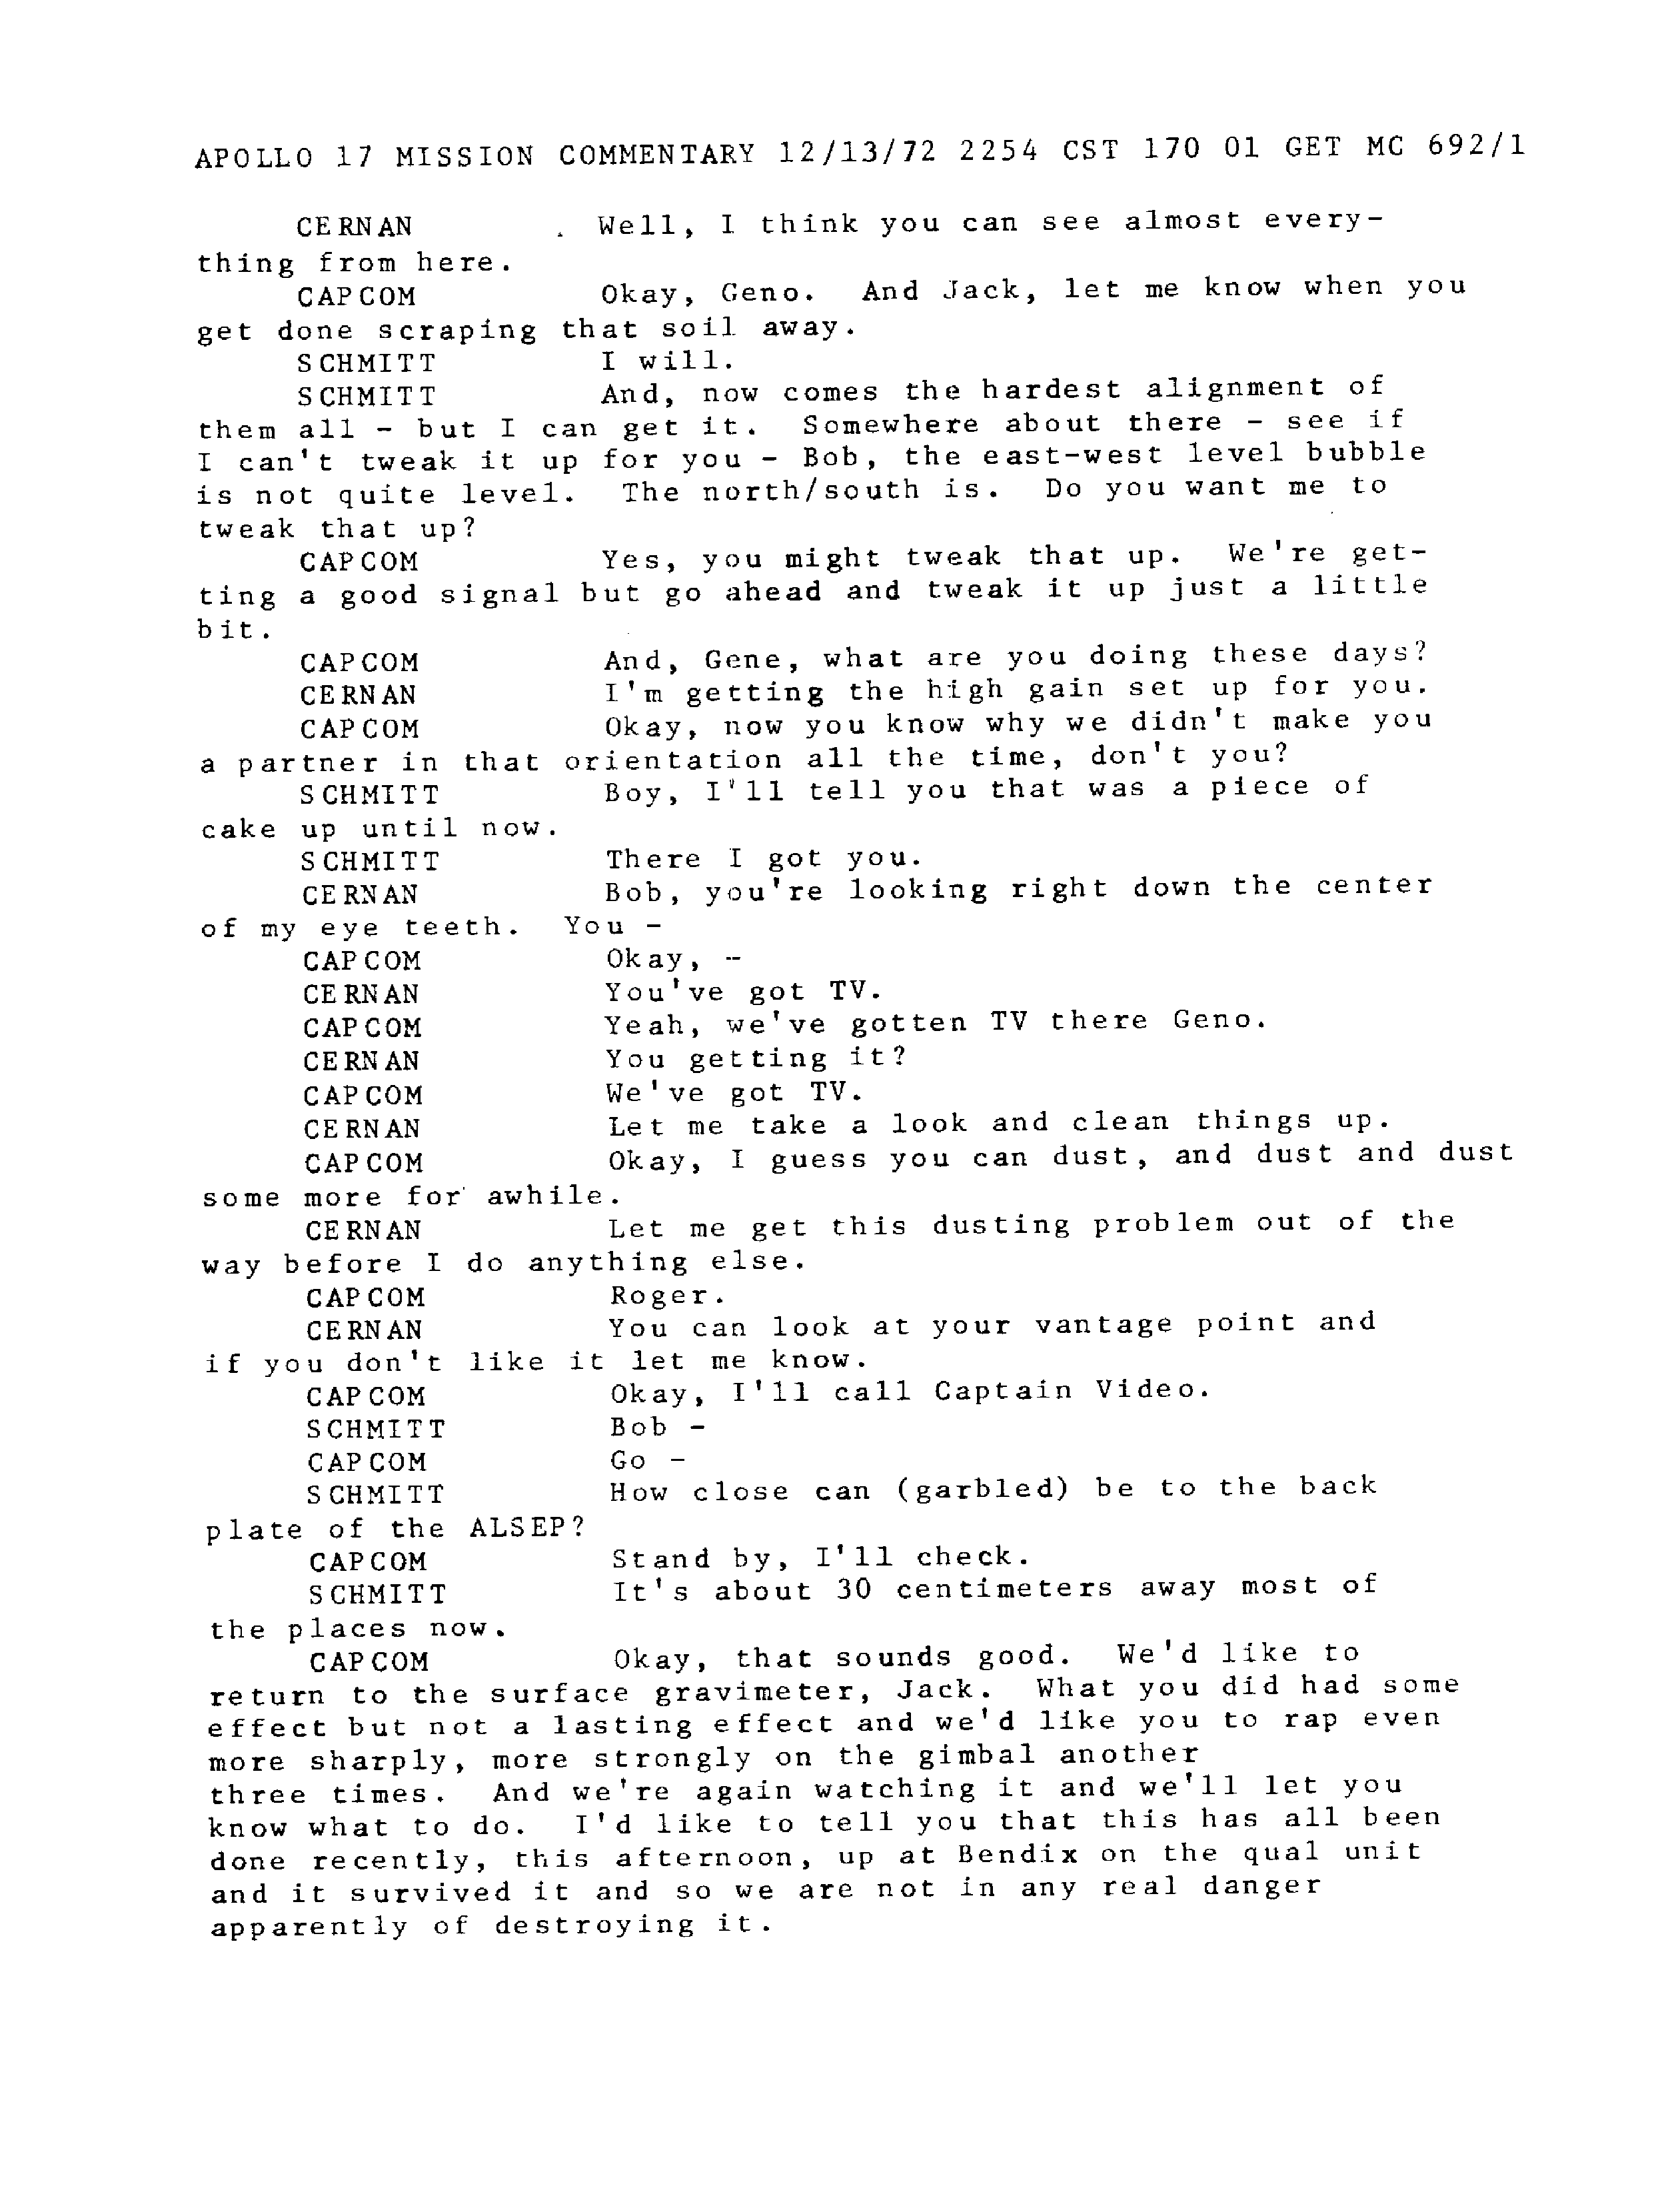 APOLLO 17 MISSION COMMENTARY 12/13/72 2254 CST 170 01 GET MC 692/1
CERNAN . Well, I think you can see almost every-
thing from here.
CAPCOM Okay, Geno. And Jack, let me know when you
get done scraping that soil away.
SCHMITT I will.
SCHMITT And, now comes the hardest alignment of
them all - but I can get it. Somewhere about there - see if
I can't tweak it up for you - Bob, the east-west level bubble
is not quite level. The north/south is. Do you want me to
tweak that up?
CAPCOM Yes, you might tweak that up. We're get-
ting a good signal but go ahead and tweak it up just a little
bit.
CAPCOM And, Gene, what are you doing these days?
CERNAN I'm getting the high gain set up for you.
CAPCOM Okay, now you know why we didn't make you
a partner in that orientation all the time, don't you?
SCHMITT Boy, I'll tell you that was a piece of
cake up until now.
SCHMITT There I got you.
CERNAN Bob, you're looking right down the center
of my eye teeth. You -
CAPCOM Okay, -
CERNAN You've got TV.
CAPCOM Yeah, we've gotten TV there Geno.
CERNAN You getting it?
CAPCOM We've got TV.
CERNAN Let me take a look and clean things up.
CAPCOM Okay, I guess you can dust, and dust and dust
some more for awhile.
CERNAN Let me get this dusting problem out of the
way before I do anything else.
CAPCOM Roger.
CERNAN You can look at your vantage point and
if you don't like it let me know.
CAPCOM Okay, I'll call Captain Video.
SCHMITT Bob -
CAPCOM Go -
SCHMITT How close can (garbled) be to the back
plate of the ALSEP?
CAPCOM Stand by, I'll check.
SCHMITT It's about 30 centimeters away most of
the places now.
CAPCOM Okay, that sounds good. We'd like to
return to the surface gravimeter, Jack. What you did had some
effect but not a lasting effect and we'd like you to rap even
more sharply, more strongly on the gimbal another
three times. And we're again watching it and we'll let you
know what to do. I'd like to tell you that this has all been
done recently, this afternoon, up at Bendix on the qual unit
and it survived it and so we are not in any real danger
apparently of destroying it.